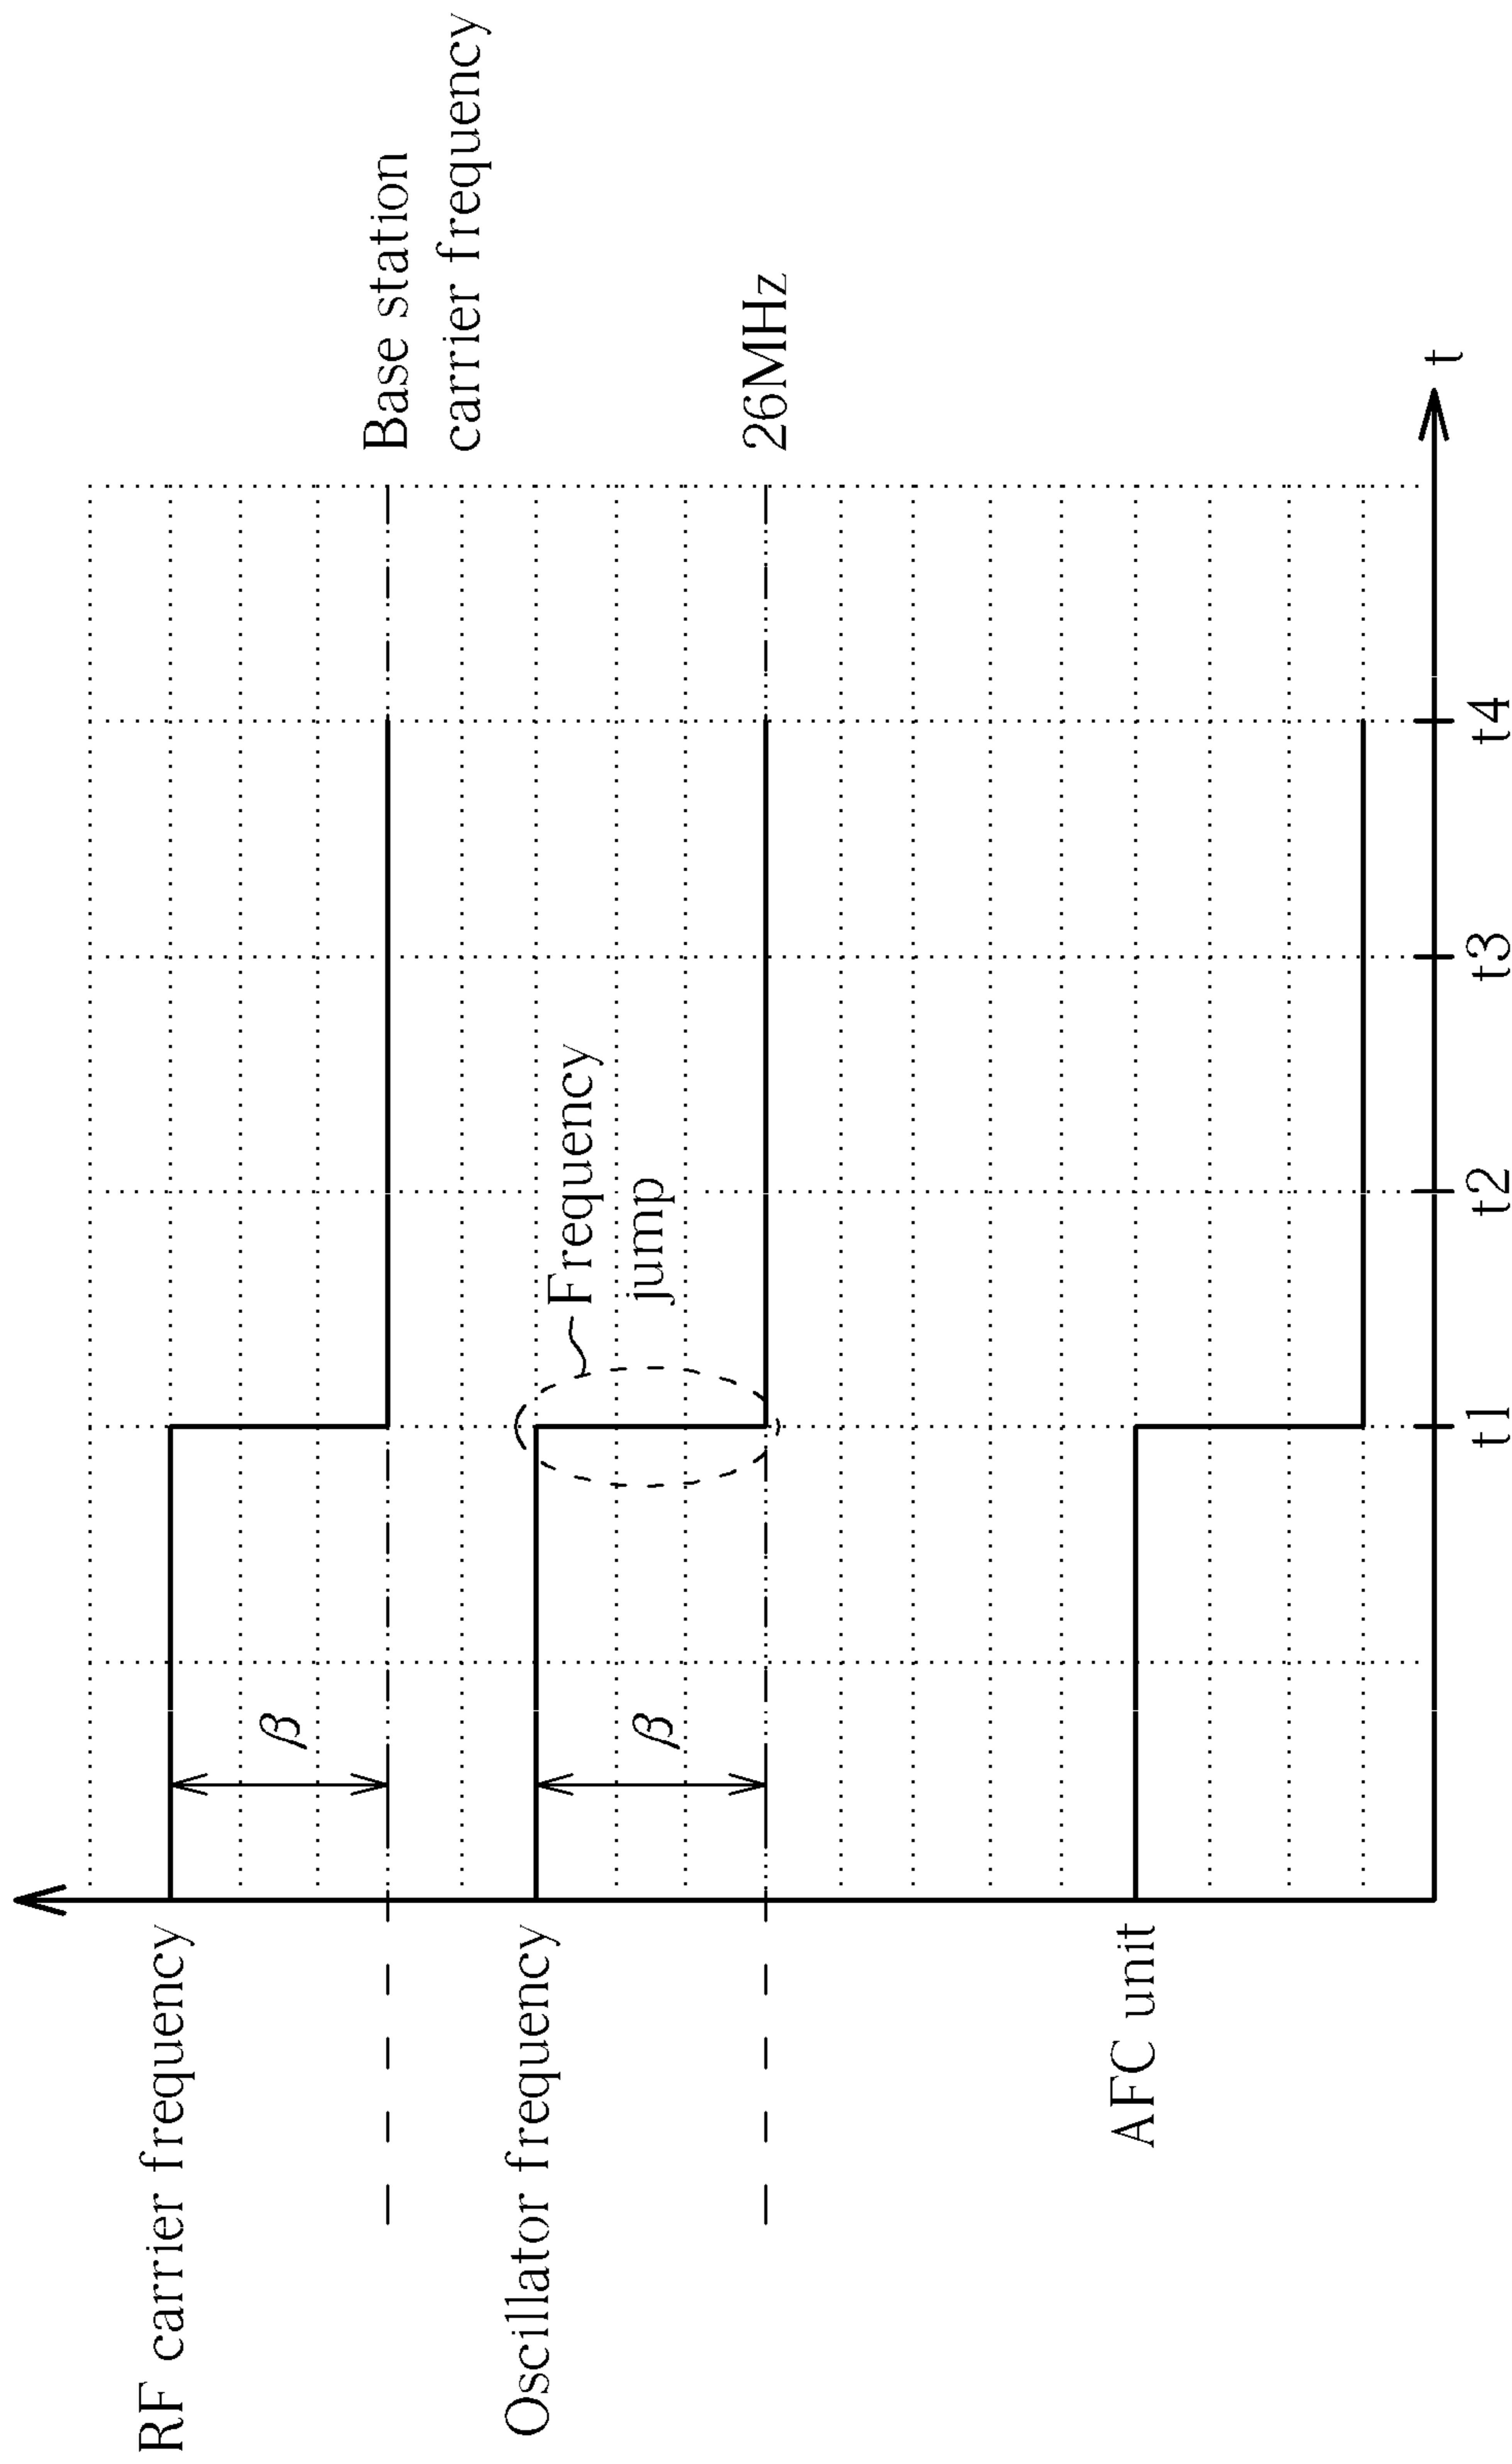 RF carrier frequency
β
Base station
carrier frequency
Oscillator frequency
β
Frequency
jump
26MHz
AFC unit
t1
t2
t3
t4
t